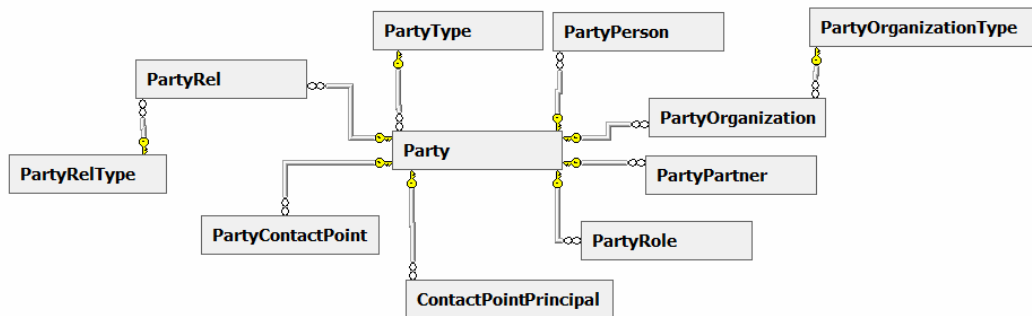 PartyOrganizationType
PartyType
PartyPerson
PartyRel
PartyOrganization
Party
PartyRelType
PartyPartner
PartyContactPoint
PartyRole
ContactPointPrincipal